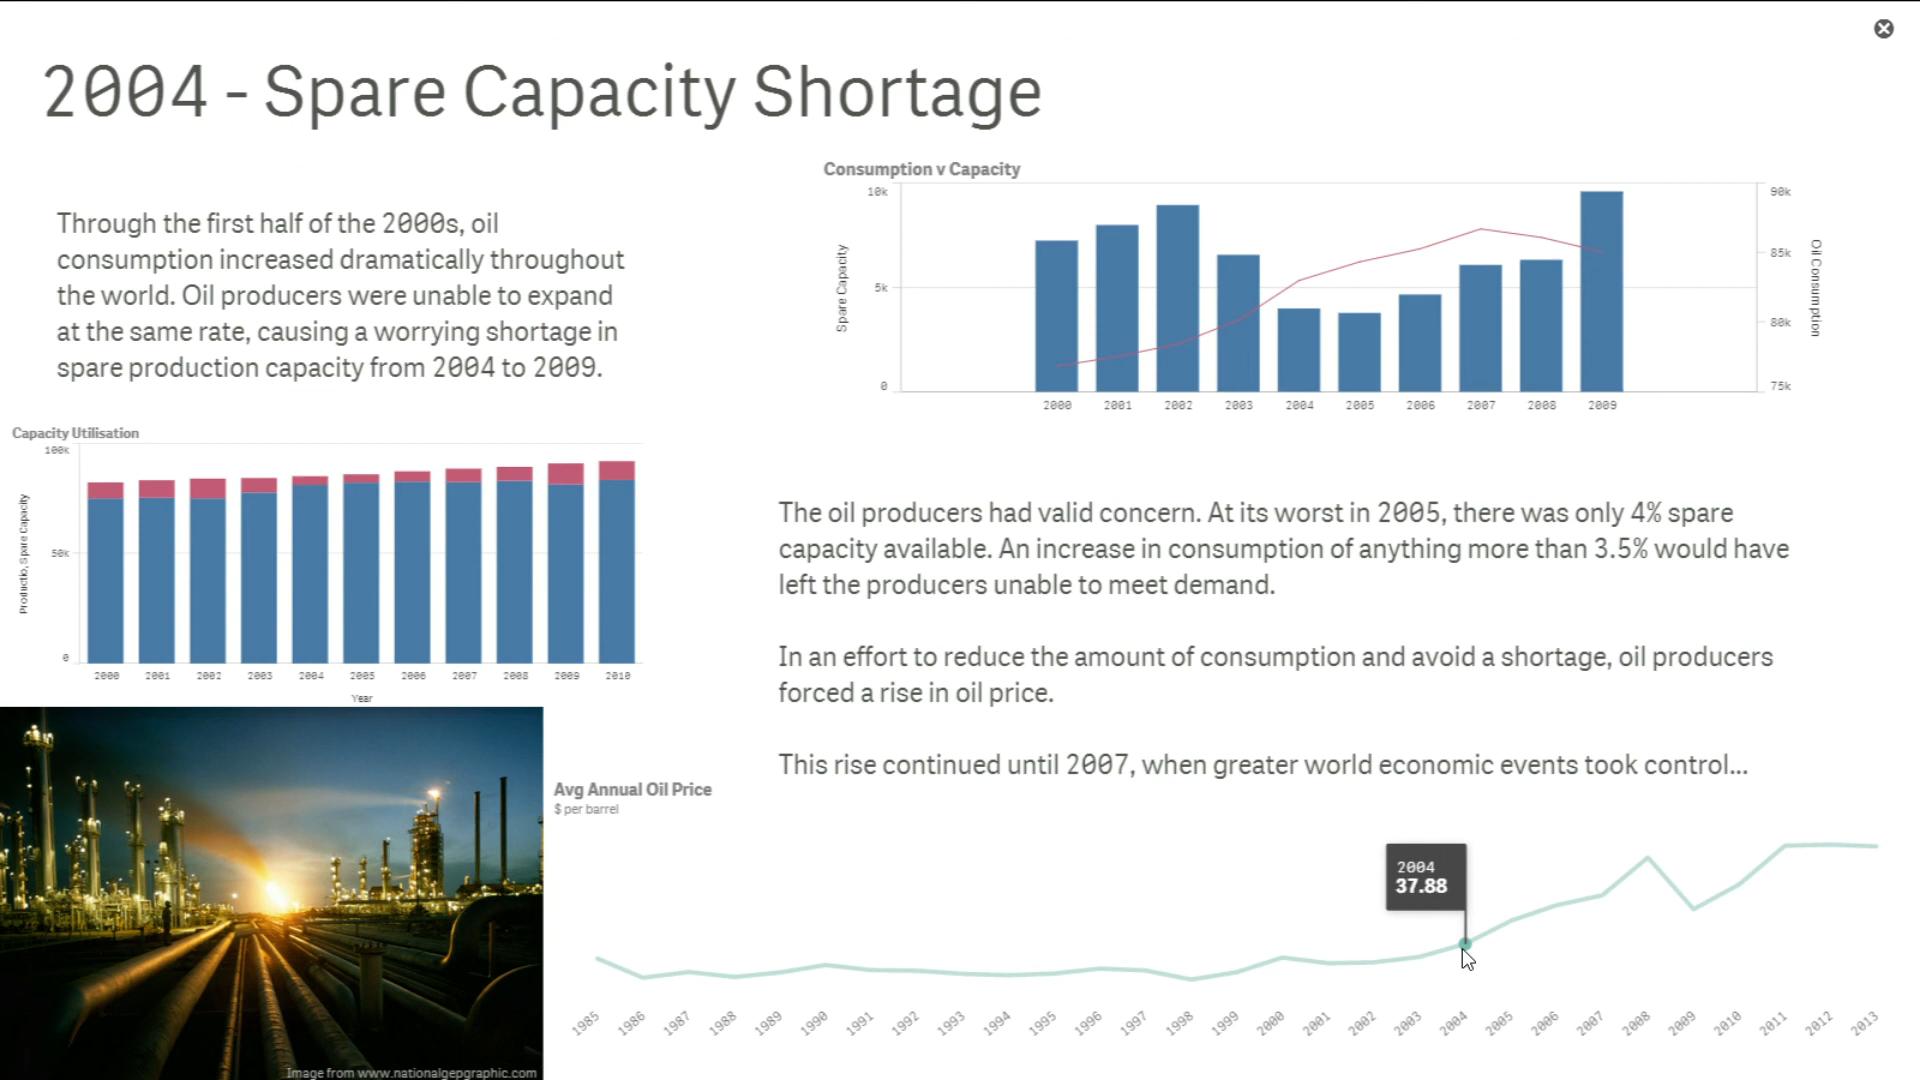 2004 - Spare Capacity Shortage
Through the first half of the 2000s, oil
consumption increased dramatically throughout
the world. Oil producers were unable to expand
at the same rate, causing a worrying shortage in
spare production capacity from 2004 to 2009.
Consumption v Capacity
10k
5k
0
Spare Capacity
90k
85k
80k
75k
Oil Consumption
2000 2001 2002 2003 2004 2005 2006 2007 2008 2009
Capacity Utilisation
100k
50k
0
Productio, Spare Capacity
2000 2001 2002 2003 2004 2005 2006 2007 2008 2009 2010
Year
The oil producers had valid concern. At its worst in 2005, there was only 4% spare
capacity available. An increase in consumption of anything more than 3.5% would have
left the producers unable to meet demand.
In an effort to reduce the amount of consumption and avoid a shortage, oil producers
forced a rise in oil price.
This rise continued until 2007, when greater world economic events took control...
Image from www.nationalgepgraphic.com
Avg Annual Oil Price
$ per barrel
2004
37.88
1985 1986 1987 1988 1989 1990 1991 1992 1993 1994 1995 1996 1997 1998 1999 2000 2001 2002 2003 2004 2005 2006 2007 2008 2009 2010 2011 2012 2013